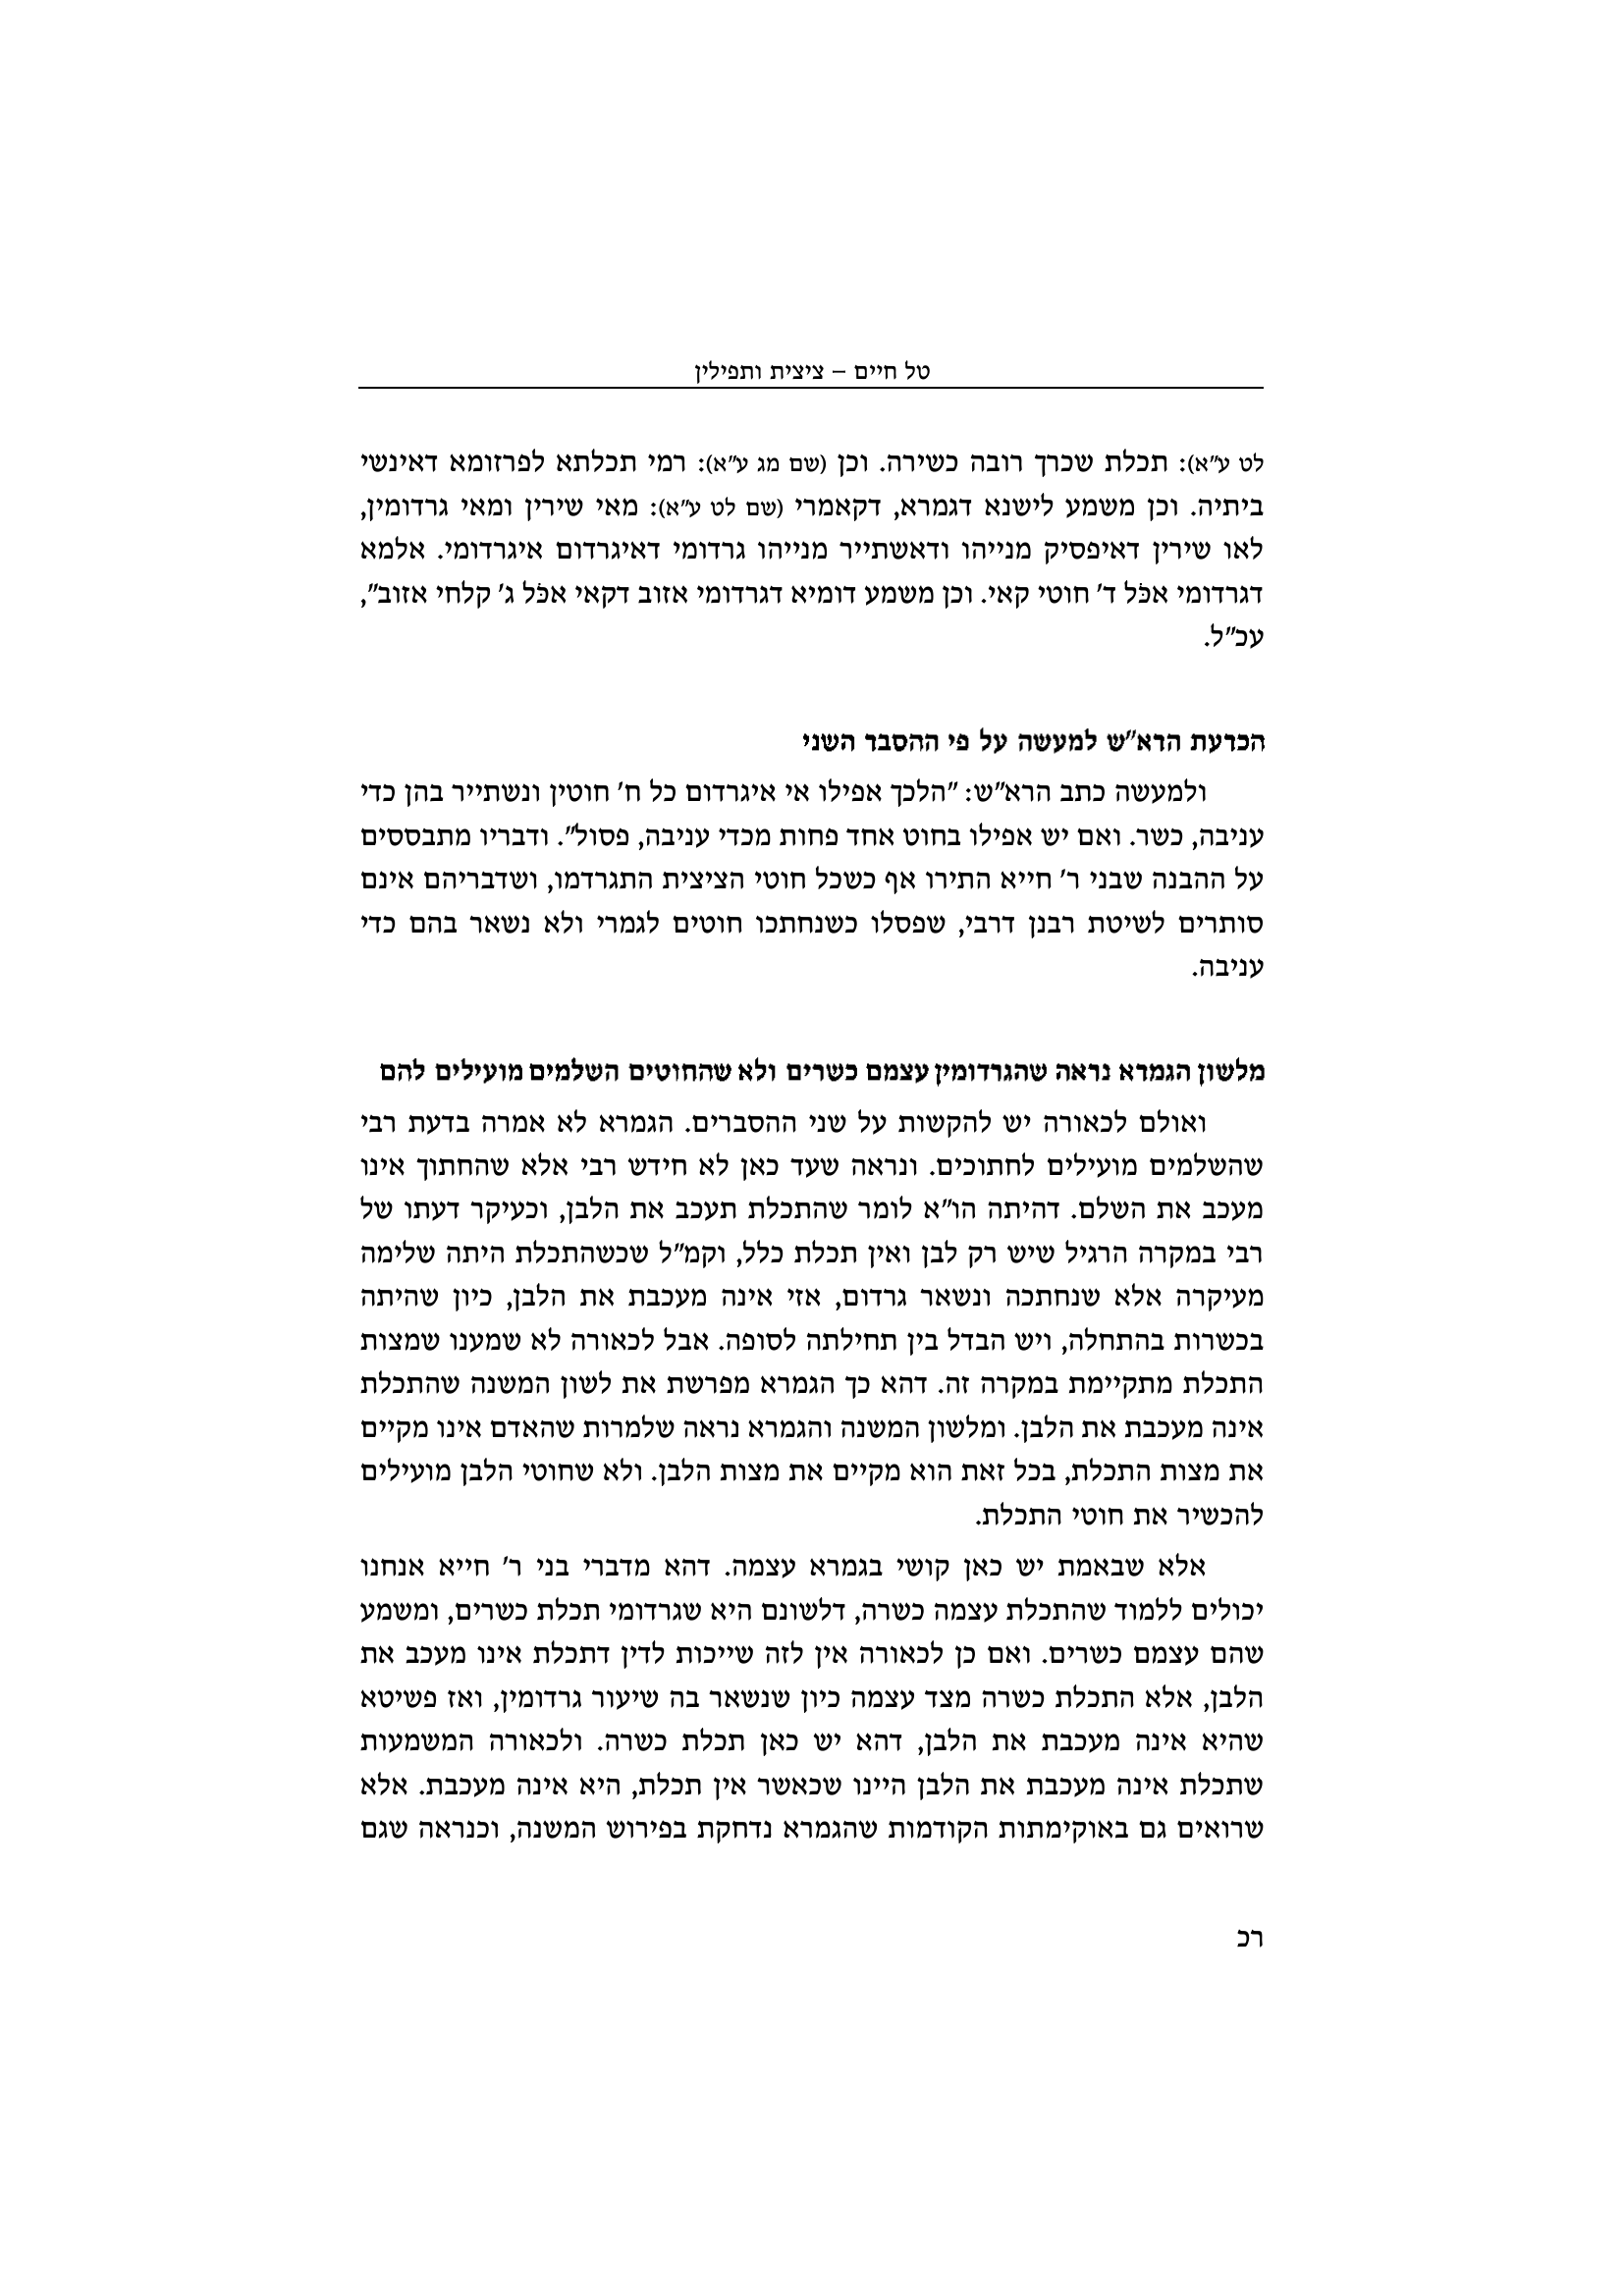 טל חיים – ציצית ותפילין
לט ע"א): תכלת שכרך רובה כשירה. וכן (שם מג ע"א): רמי תכלתא לפרזומא דאינשי
ביתיה. וכן משמע לישנא דגמרא, דקאמרי (שם לט ע"א): מאי שירין ומאי גרדומין,
לאו שירין דאיפסיק מנייהו ודאשתייר מנייהו גרדומי דאיגרדום איגרדומי. אלמא
דגרדומי אכֹּל ד' חוטי קאי. וכן משמע דומיא דגרדומי אזוב דקאי אכֹּל ג' קלחי אזוב",
עכ"ל.
הכרעת הרא"ש למעשה על פי ההסבר השני
ולמעשה כתב הרא"ש: "הלכך אפילו אי איגרדום כל ח' חוטין ונשתייר בהן כדי
עניבה, כשר. ואם יש אפילו בחוט אחד פחות מכדי עניבה, פסול". ודבריו מתבססים
על ההבנה שבני ר' חייא התירו אף כשכל חוטי הציצית התגרדמו, ושדבריהם אינם
סותרים לשיטת רבנן דרבי, שפסלו כשנחתכו חוטים לגמרי ולא נשאר בהם כדי
עניבה.
מלשון הגמרא נראה שהגרדומין עצמם כשרים ולא שהחוטים השלמים מועילים להם
ואולם לכאורה יש להקשות על שני ההסברים. הגמרא לא אמרה בדעת רבי
שהשלמים מועילים לחתוכים. ונראה שעד כאן לא חידש רבי אלא שהחתוך אינו
מעכב את השלם. דהיתה הו"א לומר שהתכלת תעכב את הלבן, וכעיקר דעתו של
רבי במקרה הרגיל שיש רק לבן ואין תכלת כלל, וקמ"ל שכשהתכלת היתה שלימה
מעיקרה אלא שנחתכה ונשאר גרדום, אזי אינה מעכבת את הלבן, כיון שהיתה
בכשרות בהתחלה, ויש הבדל בין תחילתה לסופה. אבל לכאורה לא שמענו שמצות
התכלת מתקיימת במקרה זה. דהא כך הגמרא מפרשת את לשון המשנה שהתכלת
אינה מעכבת את הלבן. ומלשון המשנה והגמרא נראה שלמרות שהאדם אינו מקיים
את מצות התכלת, בכל זאת הוא מקיים את מצות הלבן. ולא שחוטי הלבן מועילים
להכשיר את חוטי התכלת.
אלא שבאמת יש כאן קושי בגמרא עצמה. דהא מדברי בני ר' חייא אנחנו
יכולים ללמוד שהתכלת עצמה כשרה, דלשונם היא שגרדומי תכלת כשרים, ומשמע
שהם עצמם כשרים. ואם כן לכאורה אין לזה שייכות לדין דתכלת אינו מעכב את
הלבן, אלא התכלת כשרה מצד עצמה כיון שנשאר בה שיעור גרדומין, ואז פשיטא
שהיא אינה מעכבת את הלבן, דהא יש כאן תכלת כשרה. ולכאורה המשמעות
שתכלת אינה מעכבת את הלבן היינו שכאשר אין תכלת, היא אינה מעכבת. אלא
שרואים גם באוקימתות הקודמות שהגמרא נדחקת בפירוש המשנה, וכנראה שגם
רכ